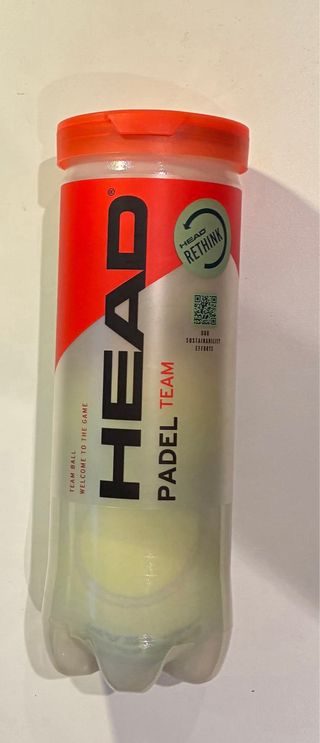 HEAD®
PADEL TEAM
TEAM BALL
WELCOME TO THE GAME
HEAD
RETHINK
OUR
SUSTAINABILITY
EFFORTS